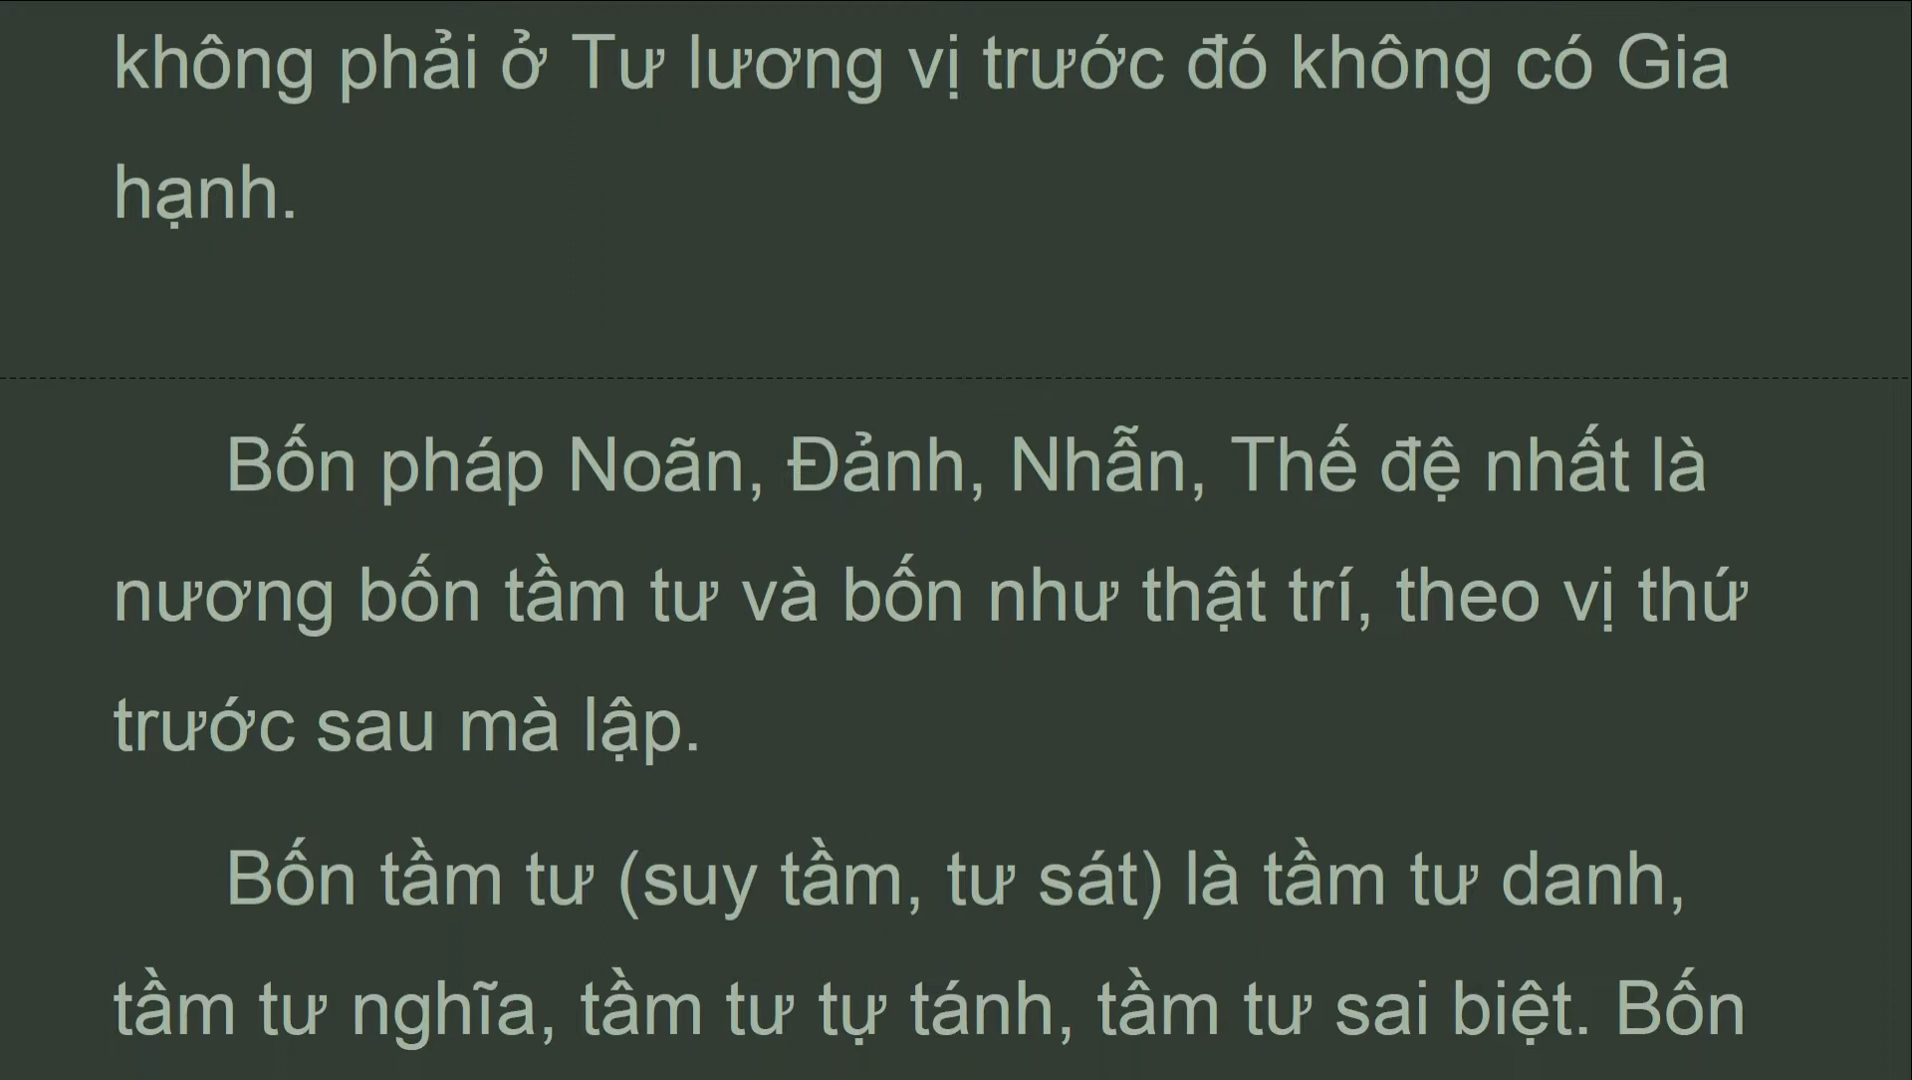 không phải ở Tư lương vị trước đó không có Gia
hạnh.
Bốn pháp Noãn, Đảnh, Nhẫn, Thế đệ nhất là
nương bốn tầm tư và bốn như thật trí, theo vị thứ
trước sau mà lập.
Bốn tầm tư (suy tầm, tư sát) là tầm tư danh,
tầm tư nghĩa, tầm tư tự tánh, tầm tư sai biệt. Bốn